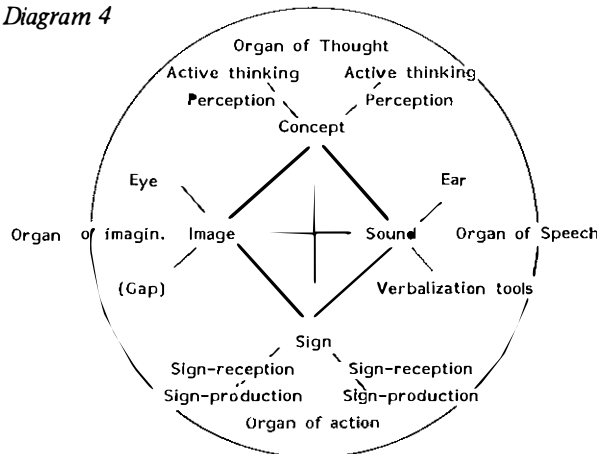 Diagram 4
Organ of Thought
Active thinking Active thinking
Perception Perception
Concept
Eye Ear
Organ of imagin. Image Sound Organ of Speech
(Gap) Verbalization tools
Sign
Sign-reception Sign-reception
Sign-production Sign-production
Organ of action